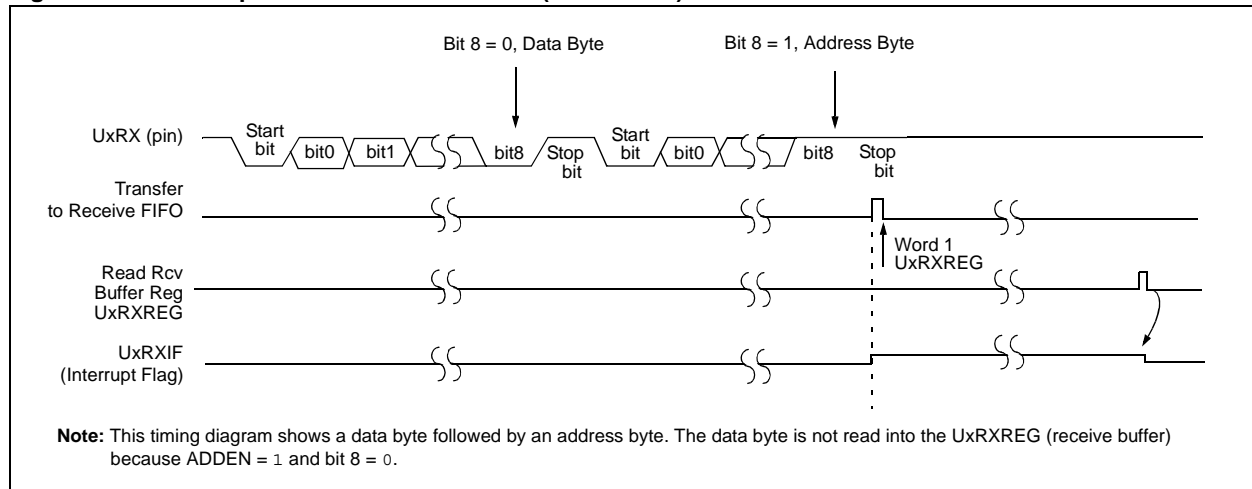 Bit 8 = 0, Data Byte
Bit 8 = 1, Address Byte
UxRX (pin)
Start
bit
bit0
bit1
bit8
Stop
bit
Start
bit
bit0
bit8
Stop
bit
Transfer
to Receive FIFO
Word 1
UxRXREG
Read Rcv
Buffer Reg
UxRXREG
UxRXIF
(Interrupt Flag)
Note: This timing diagram shows a data byte followed by an address byte. The data byte is not read into the UxRXREG (receive buffer)
because ADDEN = 1 and bit 8 = 0.